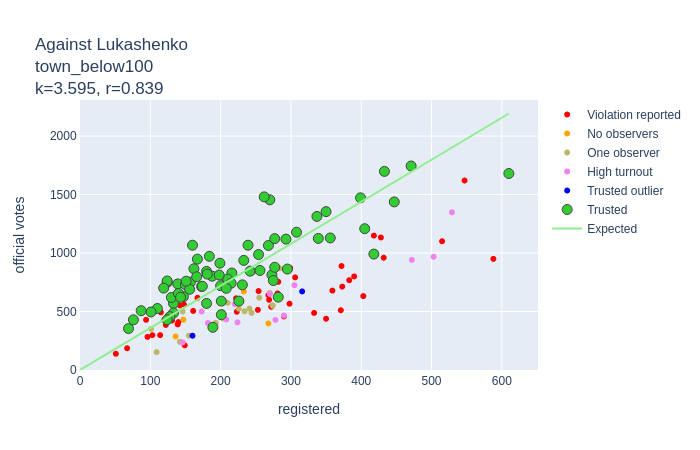 Against Lukashenko
town_below100
k=3.595, r=0.839
official votes
2000
1500
1000
500
0
0 100 200 300 400 500 600
registered
Violation reported
No observers
One observer
High turnout
Trusted outlier
Trusted
Expected